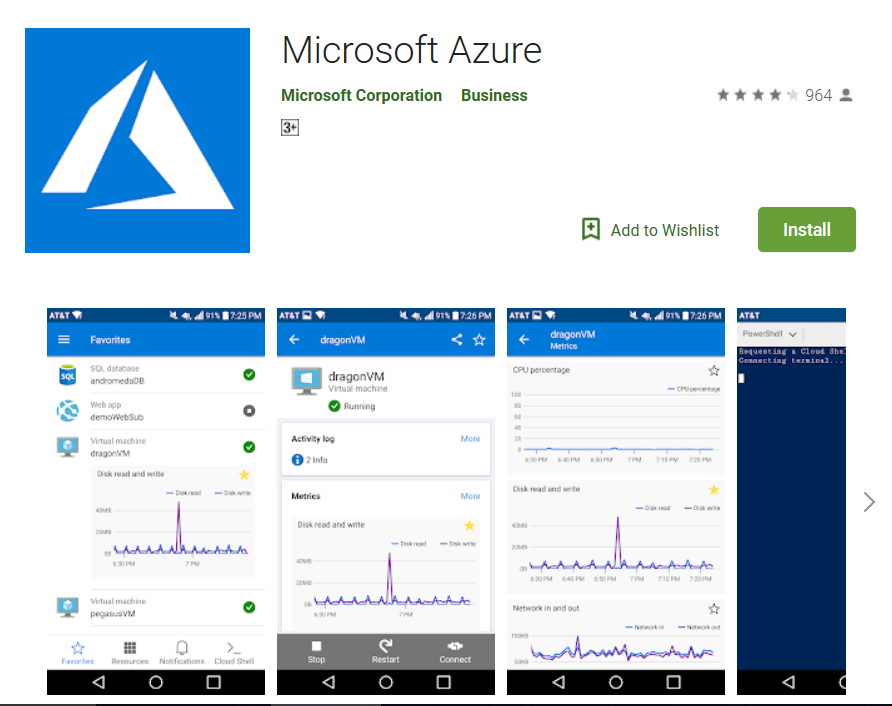 Microsoft Azure
Microsoft Corporation Business
964
3+
Add to Wishlist
Install
AT&T 91% 7:25 PM
Favorites
SQL database
SQL
andromedaDB
Web app
demoWebSub
Virtual machine
dragonVM
Disk read and write
Disk read Disk write
40MB
20MB
0B
6:30 PM 7 PM
Virtual machine
pegasusVM
Favorites Resources Notifications Cloud Shell
AT&T 91% 7:26 PM
dragonVM
dragonVM
Virtual machine
Running
Activity log More
2 Info
Metrics More
Disk read and write
Disk read Disk write
40MB
20MB
0B
6:30 PM 7 PM
Stop Restart Connect
AT&T 91% 7:26 PM
dragonVM
Metrics
CPU percentage
CPU percentage
100
80
60
40
20
0
6:30 PM 6:40 PM 6:50 PM 7 PM 7:10 PM 7:20 PM
Disk read and write
Disk read Disk write
40MB
20MB
0B
6:30 PM 6:40 PM 6:50 PM 7 PM 7:10 PM 7:20 PM
Network in and out
Network in Network out
100KB
50KB
AT&T
PowerShell
Requesting a Cloud She
Connecting terminal...